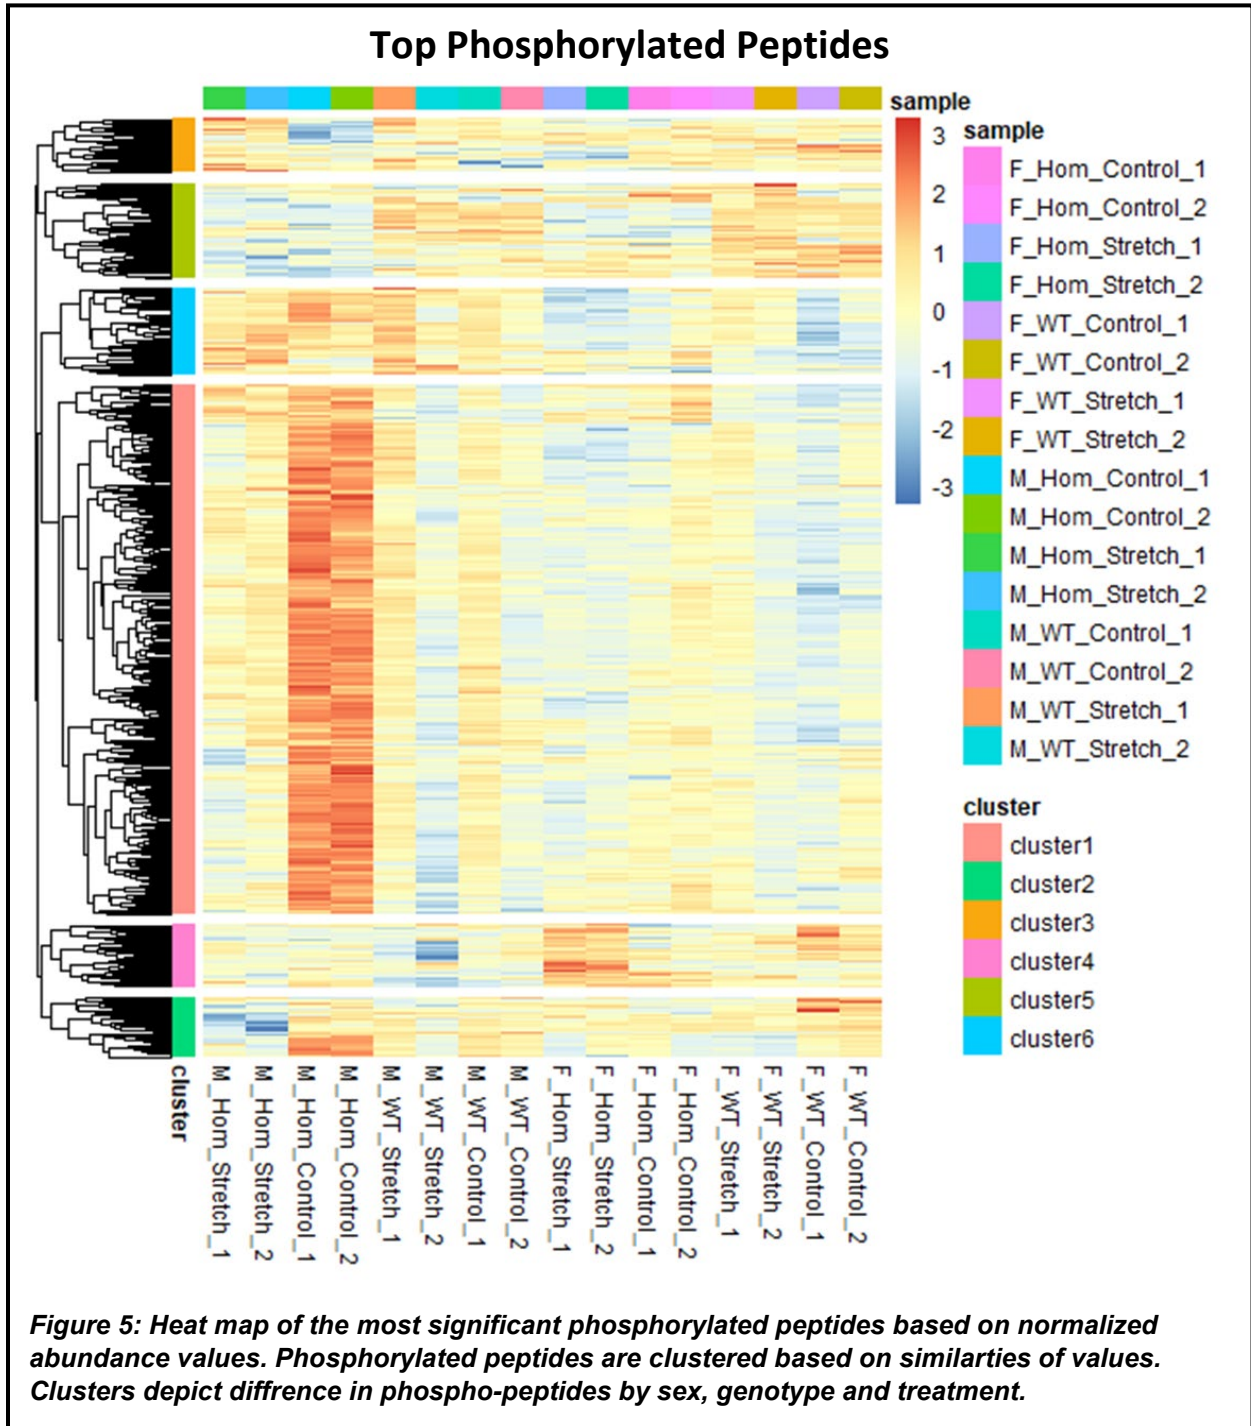 Top Phosphorylated Peptides
sample
3
2
1
0
-1
-2
-3
sample
F_Hom_Control_1
F_Hom_Control_2
F_Hom_Stretch_1
F_Hom_Stretch_2
F_WT_Control_1
F_WT_Control_2
F_WT_Stretch_1
F_WT_Stretch_2
M_Hom_Control_1
M_Hom_Control_2
M_Hom_Stretch_1
M_Hom_Stretch_2
M_WT_Control_1
M_WT_Control_2
M_WT_Stretch_1
M_WT_Stretch_2
cluster
cluster1
cluster2
cluster3
cluster4
cluster5
cluster6
cluster
M_Hom_Stretch_1
M_Hom_Stretch_2
M_Hom_Control_1
M_Hom_Control_2
M_WT_Stretch_1
M_WT_Stretch_2
M_WT_Control_1
M_WT_Control_2
F_Hom_Stretch_1
F_Hom_Stretch_2
F_Hom_Control_1
F_Hom_Control_2
F_WT_Stretch_1
F_WT_Stretch_2
F_WT_Control_1
F_WT_Control_2
Figure 5: Heat map of the most significant phosphorylated peptides based on normalized
abundance values. Phosphorylated peptides are clustered based on similarties of values.
Clusters depict diffrence in phospho-peptides by sex, genotype and treatment.